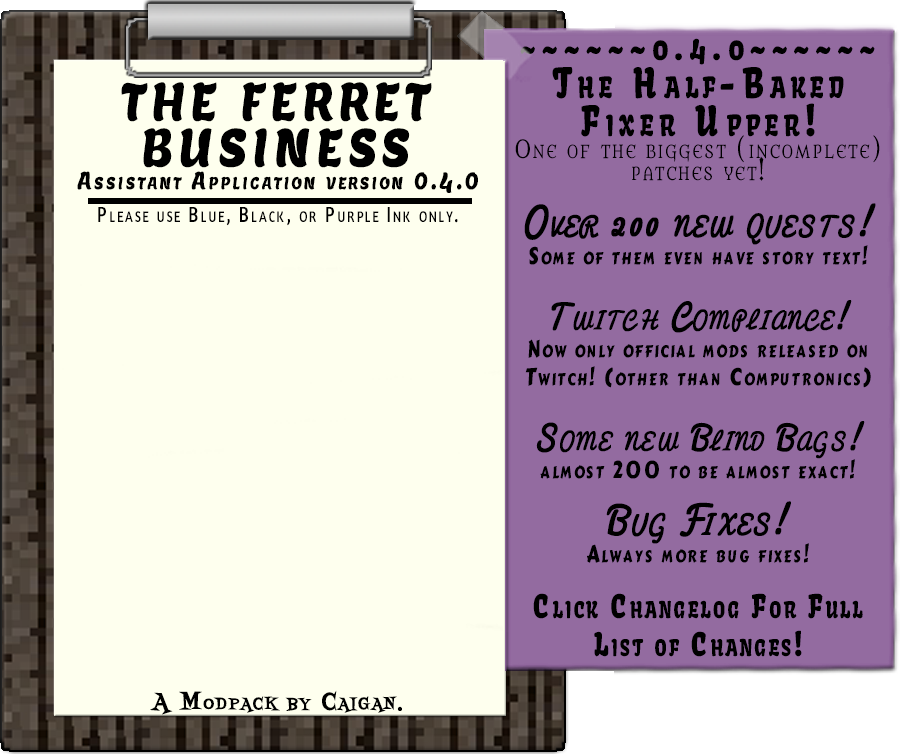 THE FERRET
BUSINESS
Assistant Application version 0.4.0
Please use Blue, Black, or Purple Ink only.
A Modpack by Caigan.
~~~~~~0.4.0~~~~~~
The Half-Baked
Fixer Upper!
One of the biggest (incomplete)
patches yet!
Over 200 new quests!
Some of them even have story text!
Twitch Compliance!
Now only official mods released on
Twitch! (other than Computronics)
Some new Blind Bags!
almost 200 to be almost exact!
Bug Fixes!
Always more bug fixes!
Click Changelog For Full
List of Changes!